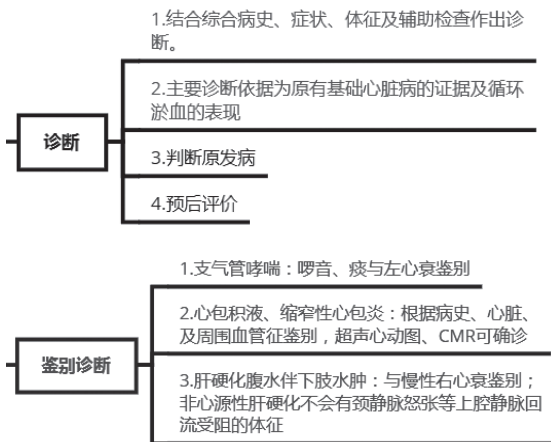 1.结合综合病史、症状、体征及辅助检查作出诊
断。
2.主要诊断依据为原有基础心脏病的证据及循环
淤血的表现
诊断
3.判断原发病
4.预后评价
1.支气管哮喘：啰音、痰与左心衰鉴别
2.心包积液、缩窄性心包炎：根据病史、心脏、
及周围血管征鉴别，超声心动图、CMR可确诊
鉴别诊断
3.肝硬化腹水伴下肢水肿：与慢性右心衰鉴别；
非心源性肝硬化不会有颈静脉怒张等上腔静脉回
流受阻的体征